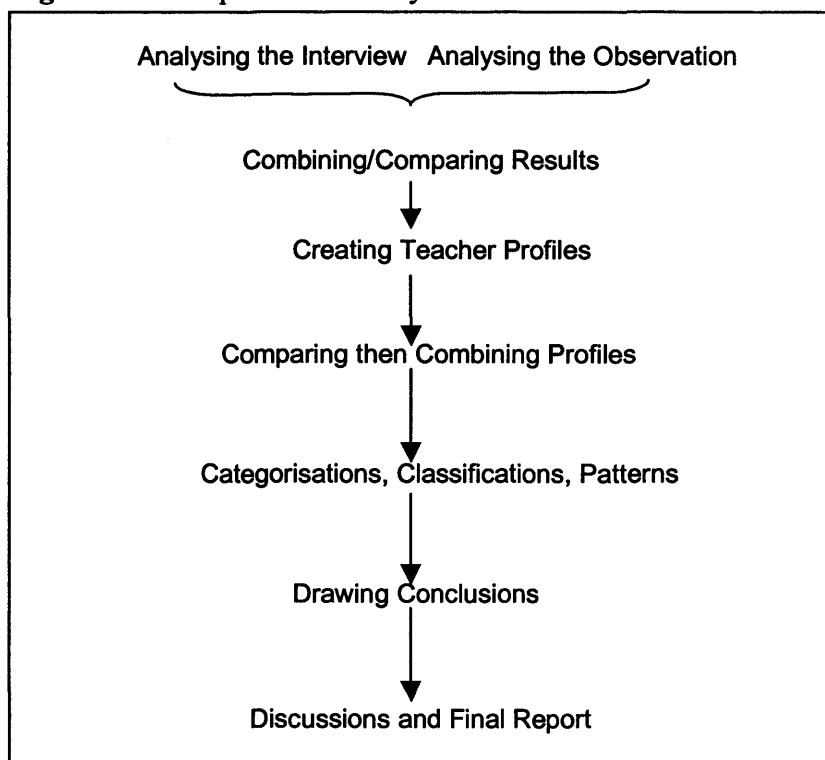 Analysing the Interview Analysing the Observation
Combining/Comparing Results
Creating Teacher Profiles
Comparing then Combining Profiles
Categorisations, Classifications, Patterns
Drawing Conclusions
Discussions and Final Report